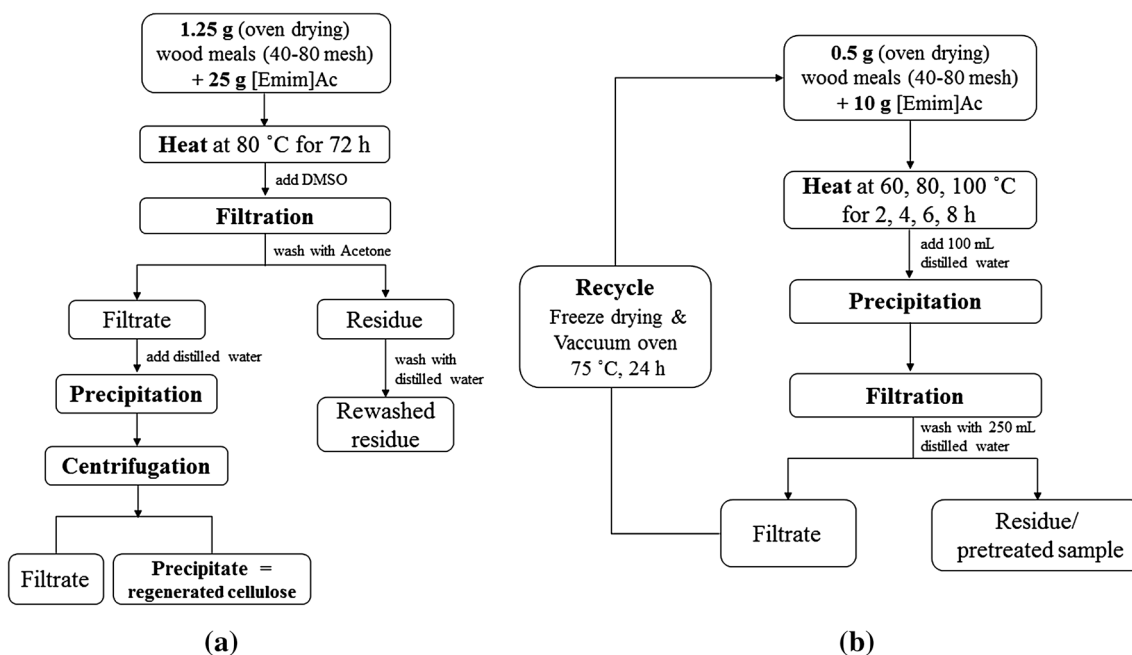 1.25 g (oven drying)
wood meals (40-80 mesh)
+ 25 g [Emim]Ac
Heat at 80 ˚C for 72 h
add DMSO
Filtration
wash with Acetone
Filtrate
Residue
add distilled water
wash with
distilled water
Precipitation
Rewashed
residue
Centrifugation
Filtrate
Precipitate =
regenerated cellulose
(a)
0.5 g (oven drying)
wood meals (40-80 mesh)
+ 10 g [Emim]Ac
Heat at 60, 80, 100 ˚C
for 2, 4, 6, 8 h
add 100 mL
distilled water
Recycle
Freeze drying &
Vaccuum oven
75 ˚C, 24 h
Precipitation
Filtration
wash with 250 mL
distilled water
Filtrate
Residue/
pretreated sample
(b)